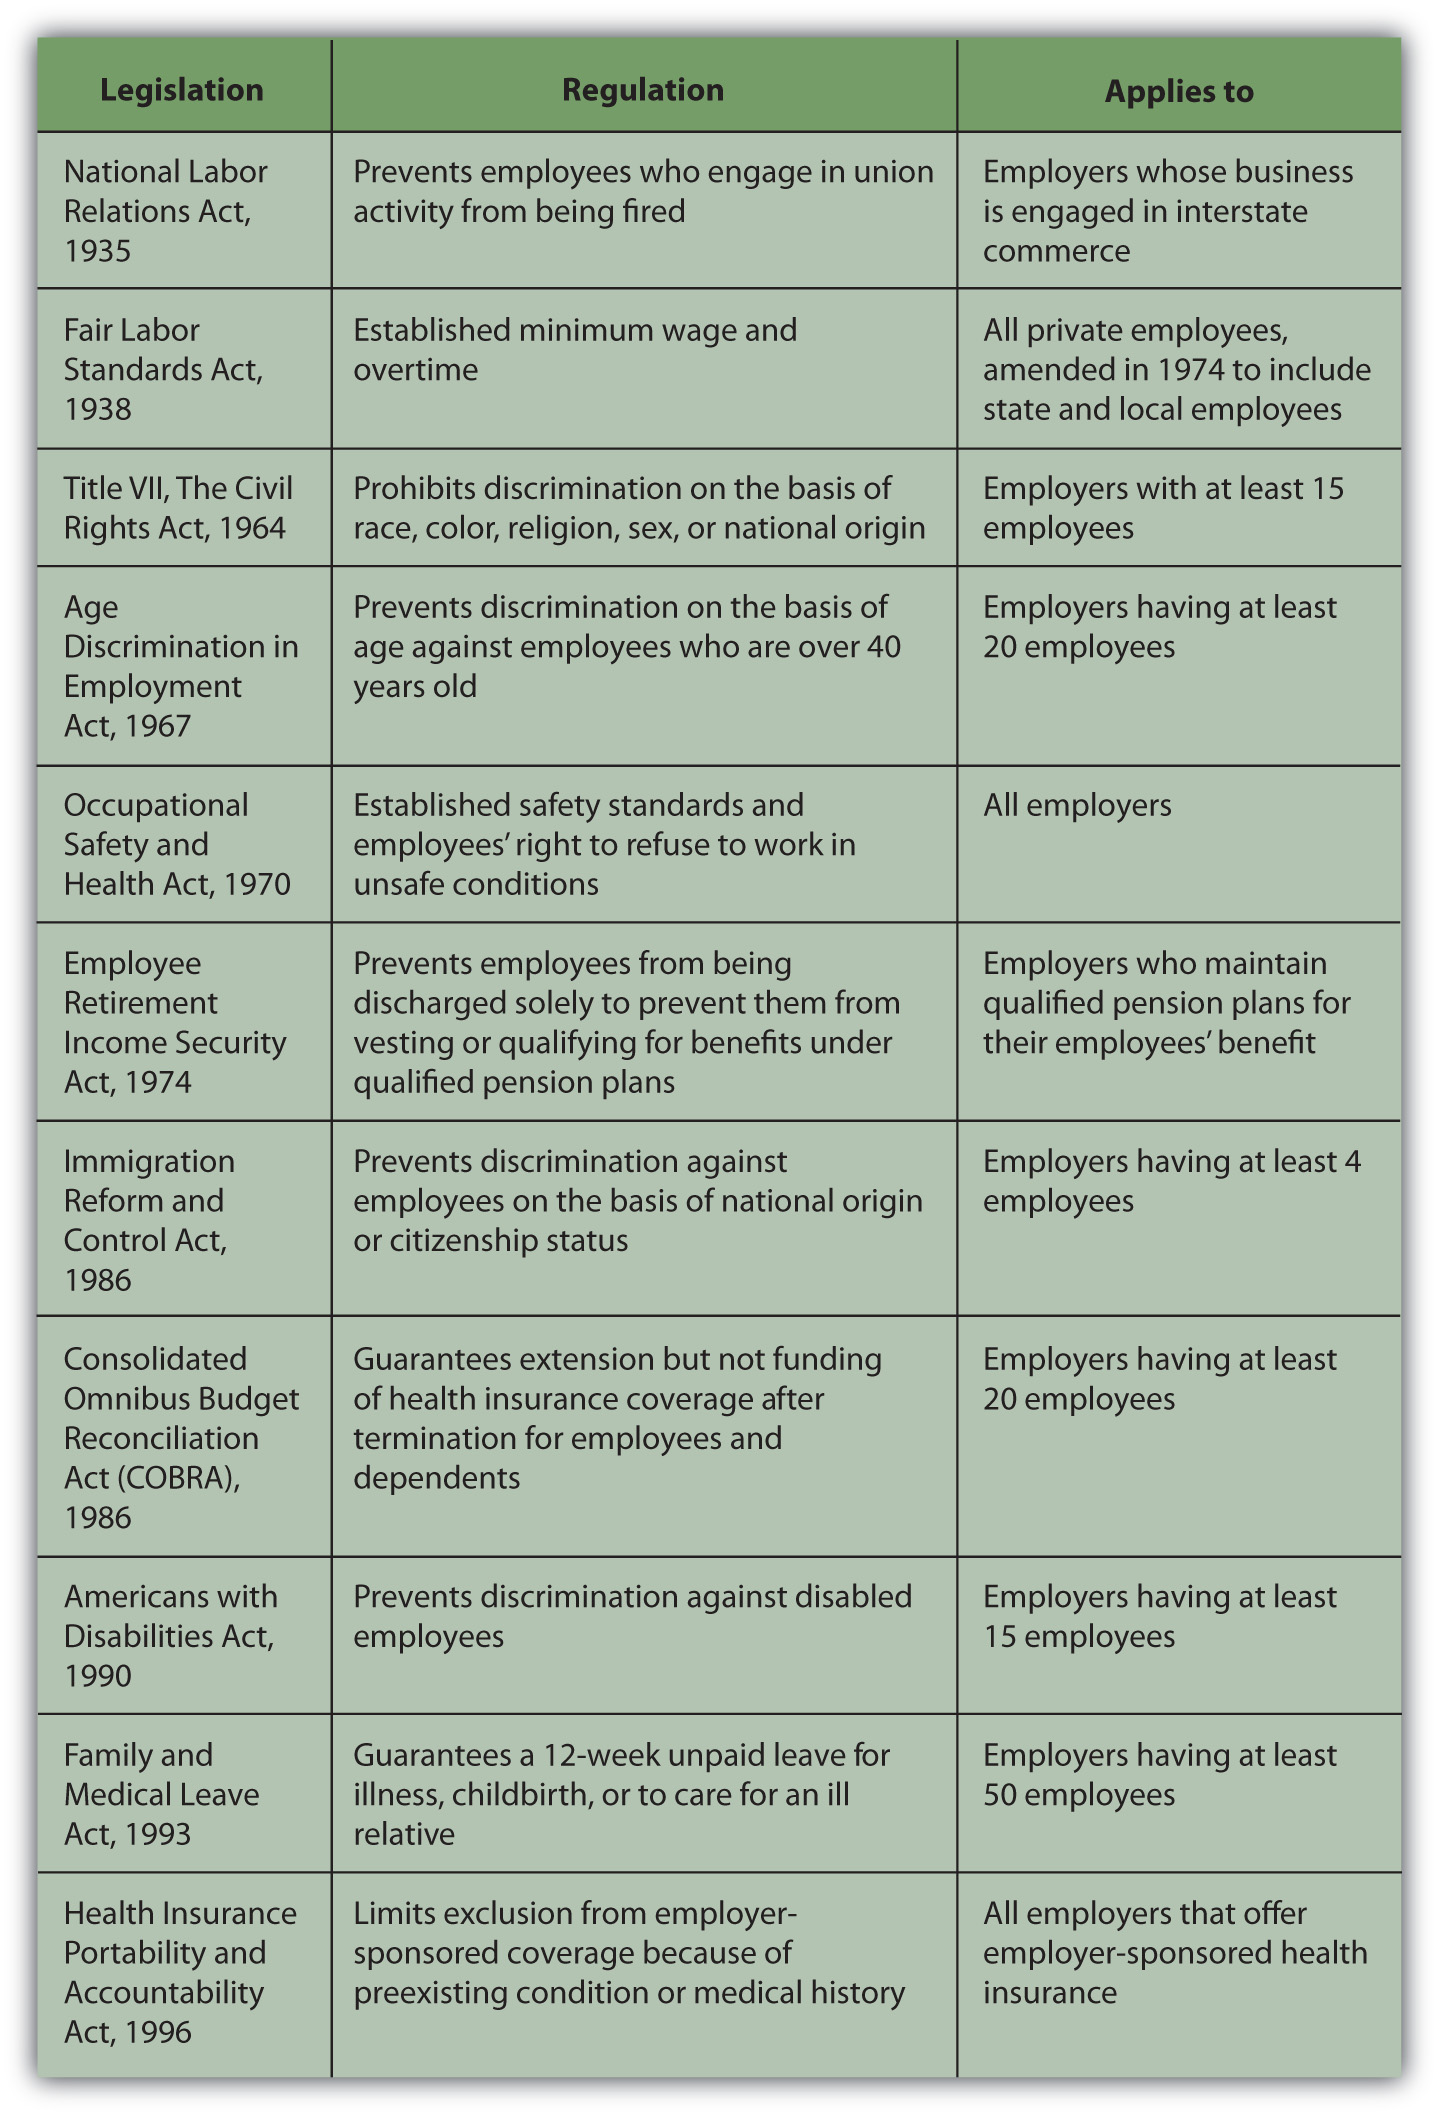 Legislation
Regulation
Applies to
National Labor
Relations Act,
1935
Prevents employees who engage in union
activity from being fired
Employers whose business
is engaged in interstate
commerce
Fair Labor
Standards Act,
1938
Established minimum wage and
overtime
All private employees,
amended in 1974 to include
state and local employees
Title VII, The Civil
Rights Act, 1964
Prohibits discrimination on the basis of
race, color, religion, sex, or national origin
Employers with at least 15
employees
Age
Discrimination in
Employment
Act, 1967
Prevents discrimination on the basis of
age against employees who are over 40
years old
Employers having at least
20 employees
Occupational
Safety and
Health Act, 1970
Established safety standards and
employees’ right to refuse to work in
unsafe conditions
All employers
Employee
Retirement
Income Security
Act, 1974
Prevents employees from being
discharged solely to prevent them from
vesting or qualifying for benefits under
qualified pension plans
Employers who maintain
qualified pension plans for
their employees’ benefit
Immigration
Reform and
Control Act,
1986
Prevents discrimination against
employees on the basis of national origin
or citizenship status
Employers having at least 4
employees
Consolidated
Omnibus Budget
Reconciliation
Act (COBRA),
1986
Guarantees extension but not funding
of health insurance coverage after
termination for employees and
dependents
Employers having at least
20 employees
Americans with
Disabilities Act,
1990
Prevents discrimination against disabled
employees
Employers having at least
15 employees
Family and
Medical Leave
Act, 1993
Guarantees a 12-week unpaid leave for
illness, childbirth, or to care for an ill
relative
Employers having at least
50 employees
Health Insurance
Portability and
Accountability
Act, 1996
Limits exclusion from employer-
sponsored coverage because of
preexisting condition or medical history
All employers that offer
employer-sponsored health
insurance